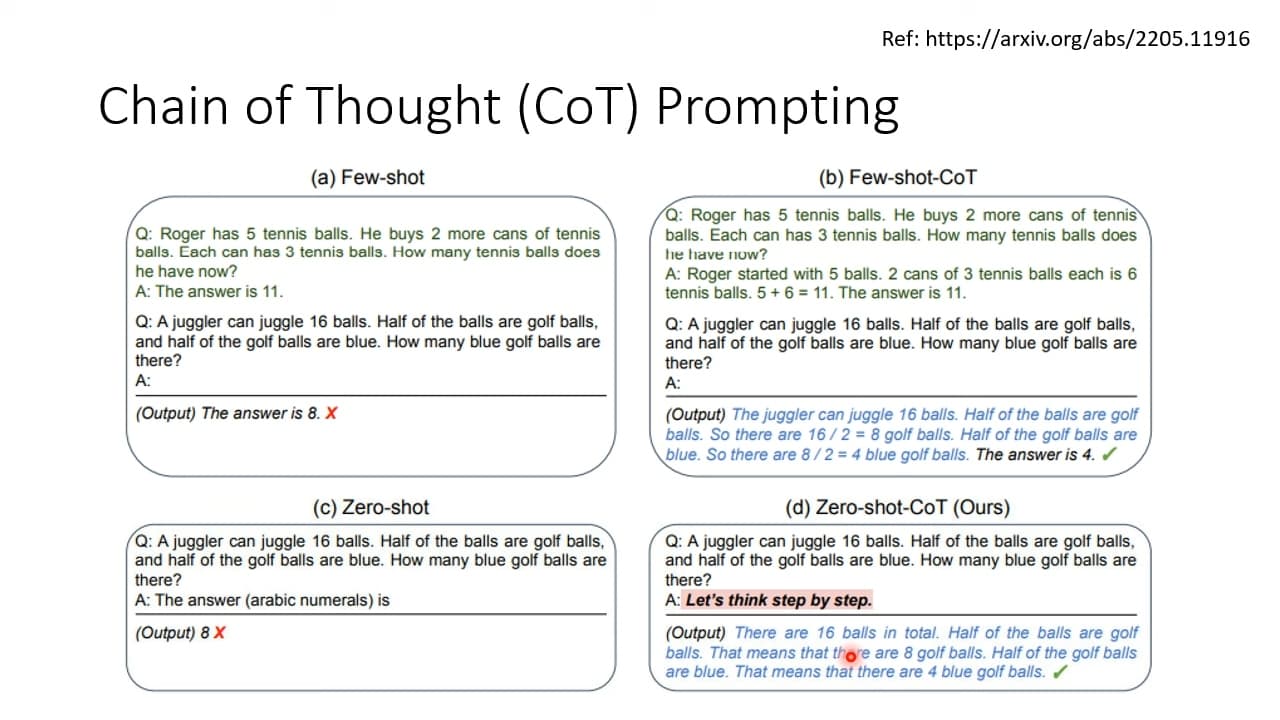 Ref: https://arxiv.org/abs/2205.11916
Chain of Thought (CoT) Prompting
(a) Few-shot
Q: Roger has 5 tennis balls. He buys 2 more cans of tennis
balls. Each can has 3 tennis balls. How many tennis balls does
he have now?
A: The answer is 11.
Q: A juggler can juggle 16 balls. Half of the balls are golf balls,
and half of the golf balls are blue. How many blue golf balls are
there?
A:
(Output) The answer is 8. X
(b) Few-shot-CoT
Q: Roger has 5 tennis balls. He buys 2 more cans of tennis
balls. Each can has 3 tennis balls. How many tennis balls does
he have now?
A: Roger started with 5 balls. 2 cans of 3 tennis balls each is 6
tennis balls. 5 + 6 = 11. The answer is 11.
Q: A juggler can juggle 16 balls. Half of the balls are golf balls,
and half of the golf balls are blue. How many blue golf balls are
there?
A:
(Output) The juggler can juggle 16 balls. Half of the balls are golf
balls. So there are 16 / 2 = 8 golf balls. Half of the golf balls are
blue. So there are 8 / 2 = 4 blue golf balls. The answer is 4. ✓
(c) Zero-shot
Q: A juggler can juggle 16 balls. Half of the balls are golf balls,
and half of the golf balls are blue. How many blue golf balls are
there?
A: The answer (arabic numerals) is
(Output) 8 X
(d) Zero-shot-CoT (Ours)
Q: A juggler can juggle 16 balls. Half of the balls are golf balls,
and half of the golf balls are blue. How many blue golf balls are
there?
A: Let's think step by step.
(Output) There are 16 balls in total. Half of the balls are golf
balls. That means that there are 8 golf balls. Half of the golf balls
are blue. That means that there are 4 blue golf balls. ✓